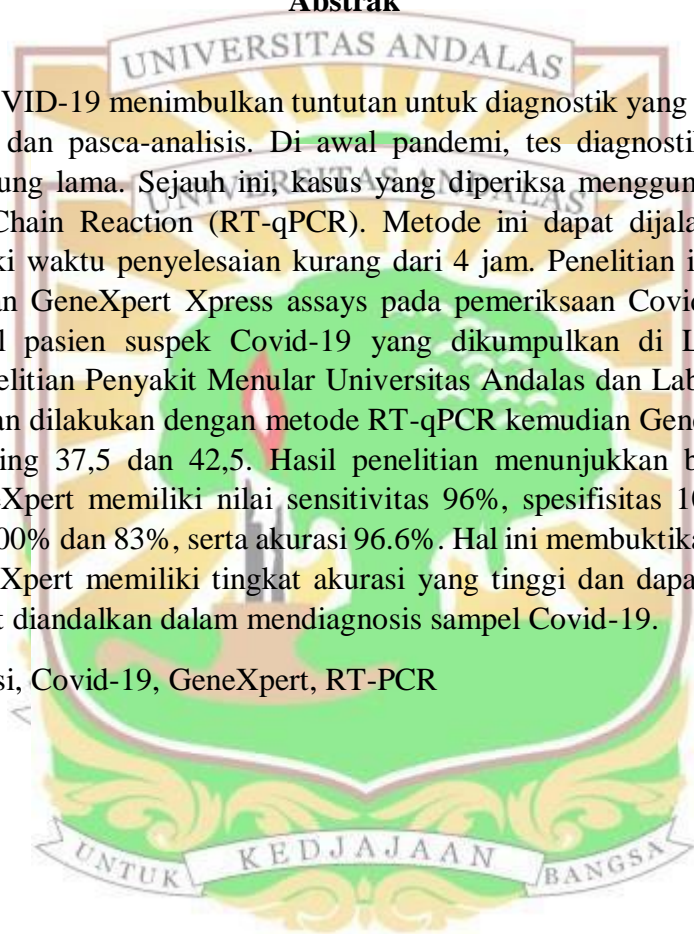 Abstrak
UNIVERSITAS ANDALAS
VID-19 menimbulkan tuntutan untuk diagnostik yang
dan pasca-analisis. Di awal pandemi, tes diagnosti
ung lama. Sejauh ini, kasus yang diperiksa menggun
UNIVERSITAS ANDALAS
Chain Reaction (RT-qPCR). Metode ini dapat dijala
ki waktu penyelesaian kurang dari 4 jam. Penelitian i
an GeneXpert Xpress assays pada pemeriksaan Covi
l pasien suspek Covid-19 yang dikumpulkan di L
elitian Penyakit Menular Universitas Andalas dan Lab
an dilakukan dengan metode RT-qPCR kemudian Gene
ing 37,5 dan 42,5. Hasil penelitian menunjukkan b
eXpert memiliki nilai sensitivitas 96%, spesifisitas 1
00% dan 83%, serta akurasi 96.6%. Hal ini membuktika
Xpert memiliki tingkat akurasi yang tinggi dan dapa
t diandalkan dalam mendiagnosis sampel Covid-19.
si, Covid-19, GeneXpert, RT-PCR
UNTUK KEDJAJAAN BANGSA